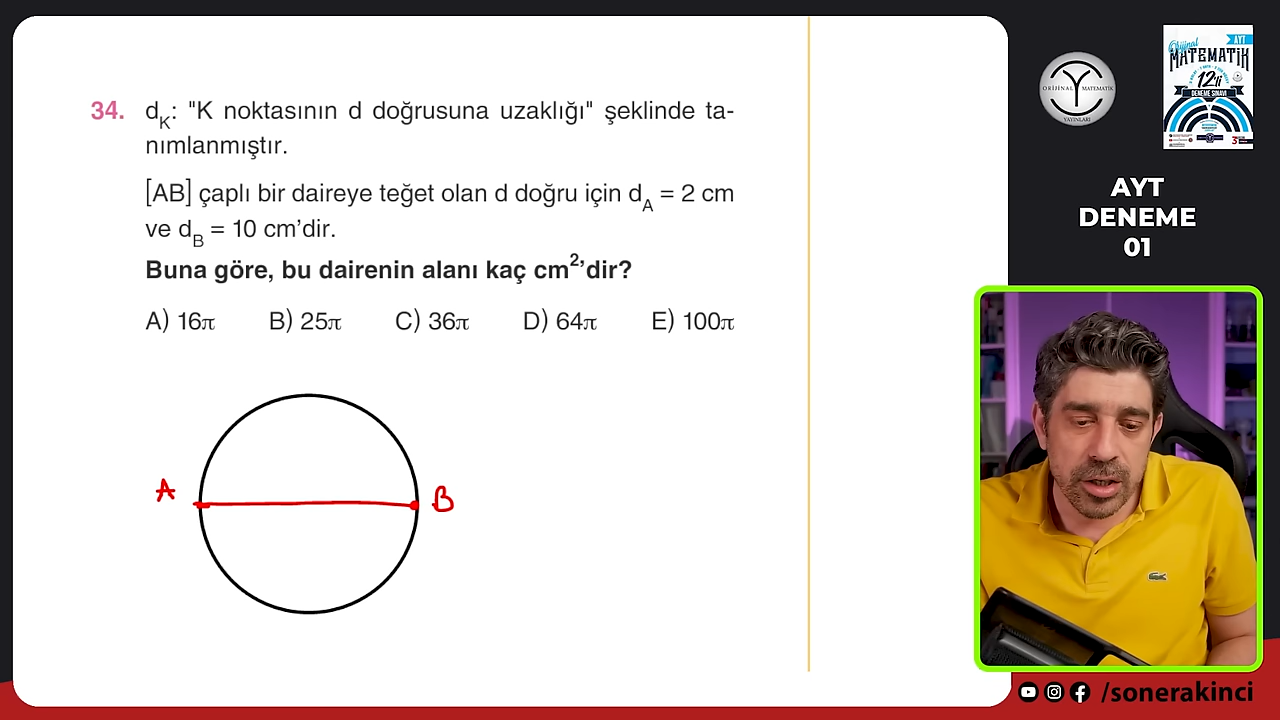 34. dK: "K noktasının d doğrusuna uzaklığı" şeklinde ta-
nımlanmıştır.
[AB] çaplı bir daireye teğet olan d doğru için dA = 2 cm
ve dB = 10 cm'dir.
Buna göre, bu dairenin alanı kaç cm2'dir?
A) 16π B) 25π C) 36π D) 64π E) 100π
A B
ORİJİNAL MATEMATİK
YAYINLARI
Orijinal
AYT
MATEMATİK
12'li
DENEME SINAVI
AYT
DENEME
01
/sonerakinci